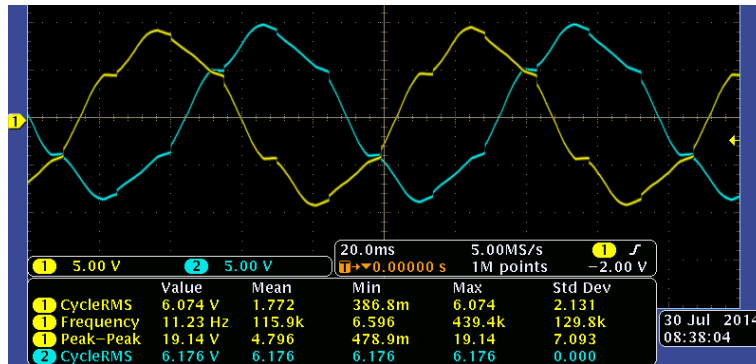 1
20.0ms 5.00MS/s 1
T→▼0.00000 s 1M points −2.00 V
1 5.00 V 2 5.00 V
Value Mean Min Max Std Dev
1 CycleRMS 6.074 V 1.772 386.8m 6.074 2.131
1 Frequency 11.23 Hz 115.9k 6.596 439.4k 129.8k
1 Peak–Peak 19.14 V 4.796 478.9m 19.14 7.093
2 CycleRMS 6.176 V 6.176 6.176 6.176 0.000
30 Jul 2014
08:38:04